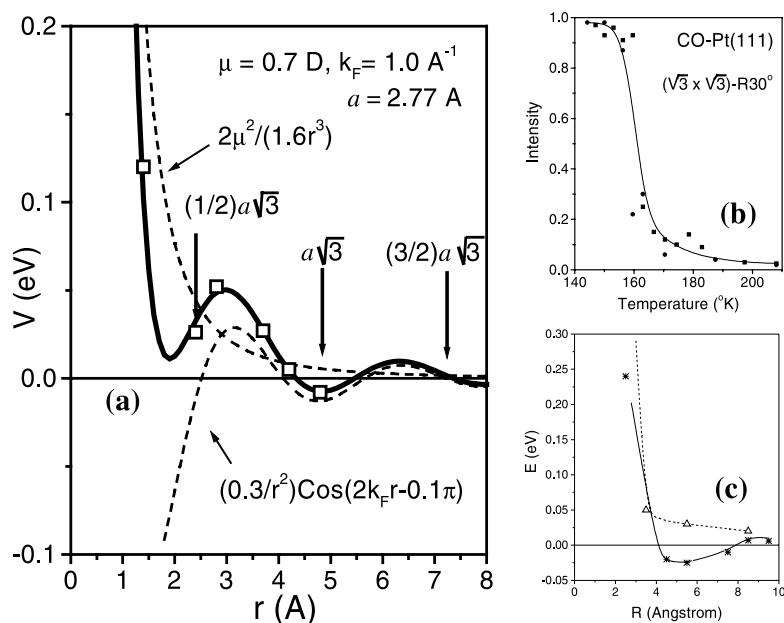 μ = 0.7 D, k_F= 1.0 A⁻¹
a = 2.77 A
2μ²/(1.6r³)
(1/2)a√3
a√3
(3/2)a√3
(0.3/r²)Cos(2k_Fr-0.1π)
(a)
V (eV)
0.2
0.1
0.0
-0.1
0 1 2 3 4 5 6 7 8
r (A)
CO-Pt(111)
(√3 x √3)-R30°
(b)
Intensity
1.0
0.8
0.6
0.4
0.2
0.0
140 160 180 200
Temperature (°K)
(c)
E (eV)
0.30
0.25
0.20
0.15
0.10
0.05
0.00
-0.05
0 2 4 6 8 10
R (Angstrom)